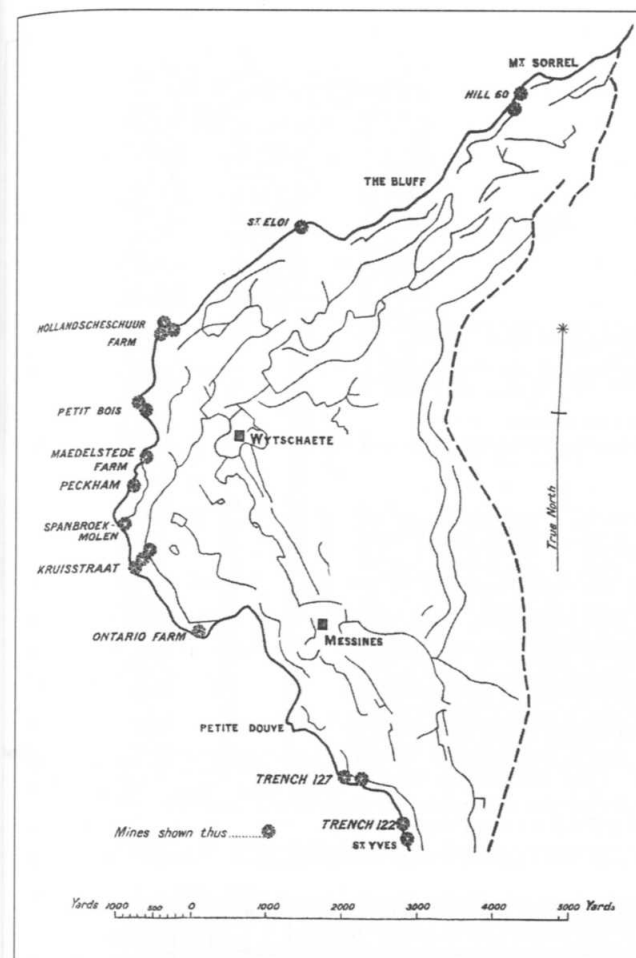 Mᵀ SORREL
HILL 60
THE BLUFF
Sᵀ ELOI
HOLLANDSCHESCHUUR
FARM
PETIT BOIS
WYTSCHAETE
MAEDELSTEDE
FARM
PECKHAM
SPANBROEK-
MOLEN
KRUISSTRAAT
True North
ONTARIO FARM
MESSINES
PETITE DOUVE
TRENCH 127
TRENCH 122
Sᵀ YVES
Mines shown thus
Yards 1000 500 0 1000 2000 3000 4000 5000 Yards